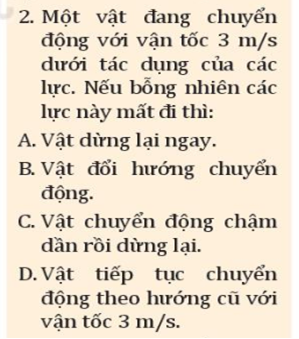 2. Một vật đang chuyển
động với vận tốc 3 m/s
dưới tác dụng của các
lực. Nếu bỗng nhiên các
lực này mất đi thì:
A. Vật dừng lại ngay.
B. Vật đổi hướng chuyển
động.
C. Vật chuyển động chậm
dần rồi dừng lại.
D. Vật tiếp tục chuyển
động theo hướng cũ với
vận tốc 3 m/s.